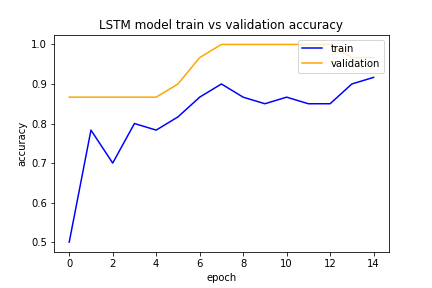 LSTM model train vs validation accuracy
train
validation
1.0
0.9
0.8
0.7
0.6
0.5
accuracy
0 2 4 6 8 10 12 14
epoch